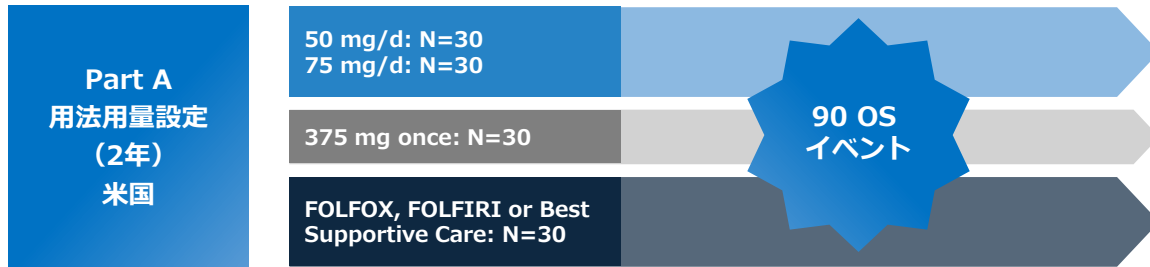 Part A
用法用量設定
（2年）
米国
50 mg/d: N=30
75 mg/d: N=30
375 mg once: N=30
FOLFOX, FOLFIRI or Best
Supportive Care: N=30
90 OS
イベント